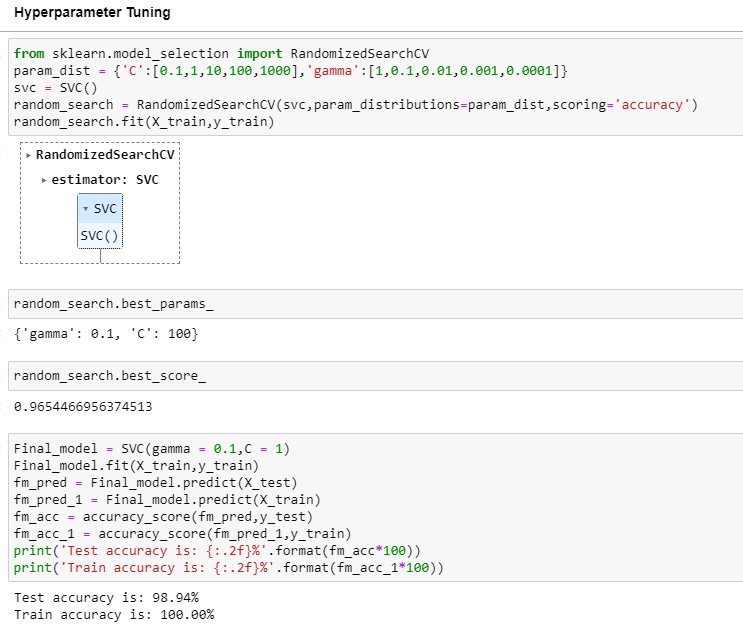 Hyperparameter Tuning
from sklearn.model_selection import RandomizedSearchCV
param_dist = {'C':[0.1,1,10,100,1000],'gamma':[1,0.1,0.01,0.001,0.0001]}
svc = SVC()
random_search = RandomizedSearchCV(svc,param_distributions=param_dist,scoring='accuracy')
random_search.fit(X_train,y_train)
▸ RandomizedSearchCV
▸ estimator: SVC
▾ SVC
SVC()
random_search.best_params_
{'gamma': 0.1, 'C': 100}
random_search.best_score_
0.9654466956374513
Final_model = SVC(gamma = 0.1,C = 1)
Final_model.fit(X_train,y_train)
fm_pred = Final_model.predict(X_test)
fm_pred_1 = Final_model.predict(X_train)
fm_acc = accuracy_score(fm_pred,y_test)
fm_acc_1 = accuracy_score(fm_pred_1,y_train)
print('Test accuracy is: {:.2f}%'.format(fm_acc*100))
print('Train accuracy is: {:.2f}%'.format(fm_acc_1*100))
Test accuracy is: 98.94%
Train accuracy is: 100.00%